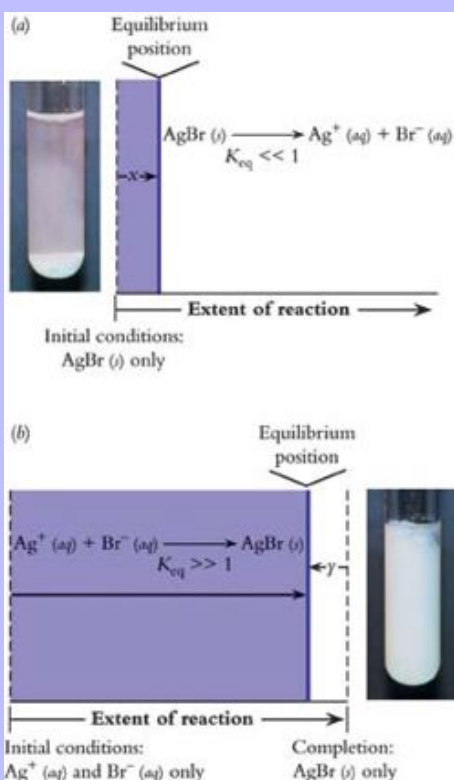 (a)
Equilibrium
position
AgBr (s) ⟶ Ag⁺ (aq) + Br⁻ (aq)
K_eq << 1
x
Extent of reaction
Initial conditions:
AgBr (s) only
(b)
Equilibrium
position
Ag⁺ (aq) + Br⁻ (aq) ⟶ AgBr (s)
K_eq >> 1
y
Extent of reaction
Initial conditions:
Ag⁺ (aq) and Br⁻ (aq) only
Completion:
AgBr (s) only